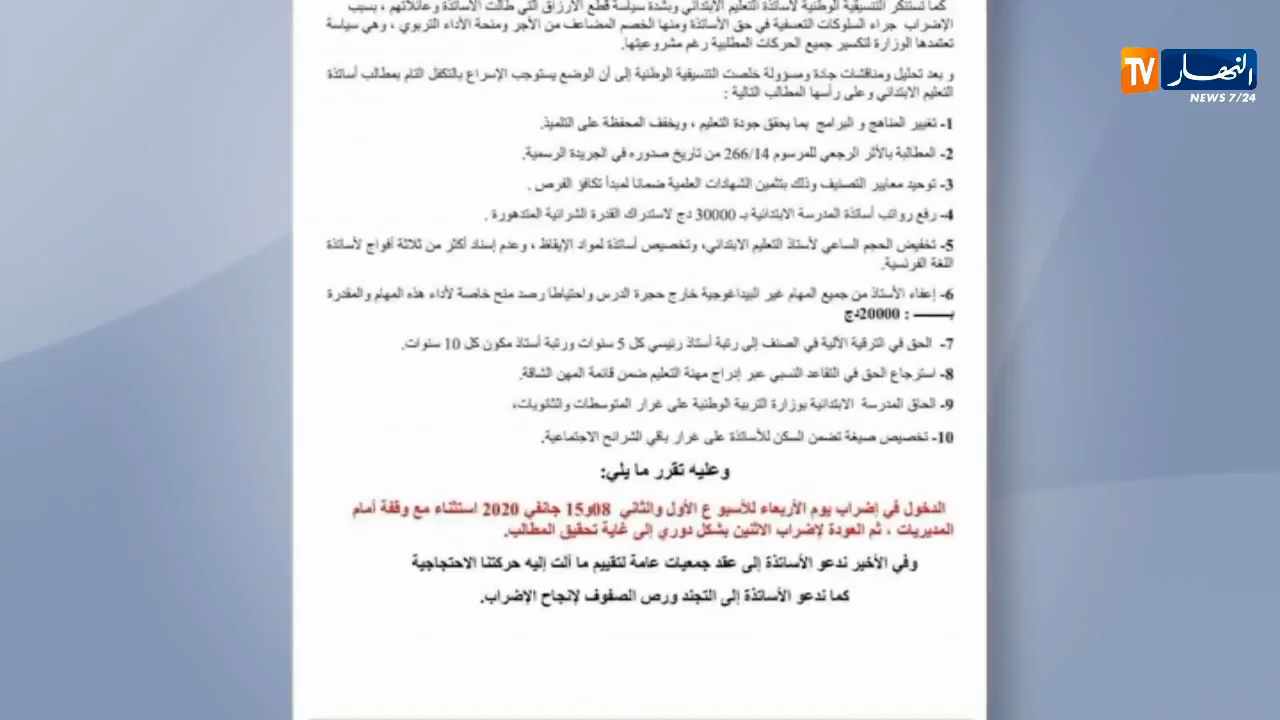 كما تستنكر التنسيقية الوطنية لأساتذة التعليم الابتدائي وبشدة سياسة قطع الأرزاق التي طالت الأساتذة وعائلاتهم ، بسبب
الإضراب جراء السلوكات التعسفية في حق الأساتذة ومنها الخصم المضاعف من الأجر ومنحة الأداء التربوي ، وهي سياسة
تعتمدها الوزارة لتكسير جميع الحركات المطلبية رغم مشروعيتها.
و بعد تحليل ومناقشات جادة ومسؤولة خلصت التنسيقية الوطنية إلى أن الوضع يستوجب الإسراع بالتكفل التام بمطالب أساتذة
التعليم الابتدائي وعلى رأسها المطالب التالية :
1- تغيير المناهج و البرامج بما يحقق جودة التعليم ، ويخفف المحفظة على التلميذ.
2- المطالبة بالأثر الرجعي للمرسوم 266/14 من تاريخ صدوره في الجريدة الرسمية.
3- توحيد معايير التصنيف وذلك بتثمين الشهادات العلمية ضمانا لمبدأ تكافؤ الفرص .
4- رفع رواتب أساتذة المدرسة الابتدائية بـ 30000 دج لاستدراك القدرة الشرائية المتدهورة .
5- تخفيض الحجم الساعي لأستاذ التعليم الابتدائي، وتخصيص أساتذة لمواد الإيقاظ ، وعدم إسناد أكثر من ثلاثة أفواج لأساتذة
اللغة الفرنسية.
6- إعفاء الأستاذ من جميع المهام غير البيداغوجية خارج حجرة الدرس واحتياطا رصد منح خاصة لأداء هذه المهام والمقدرة
بـــــــ : 20000دج
7- الحق في الترقية الآلية في الصنف إلى رتبة أستاذ رئيسي كل 5 سنوات ورتبة أستاذ مكون كل 10 سنوات.
8- استرجاع الحق في التقاعد النسبي عبر إدراج مهنة التعليم ضمن قائمة المهن الشاقة.
9- الحاق المدرسة الابتدائية بوزارة التربية الوطنية على غرار المتوسطات والثانويات،
10- تخصيص صيغة تضمن السكن للأساتذة على غرار باقي الشرائح الاجتماعية.
وعليه تقرر ما يلي:
الدخول في إضراب يوم الأربعاء للأسبو ع الأول والثاني 08و15 جانفي 2020 استثناء مع وقفة أمام
المديريات ، ثم العودة لإضراب الاثنين بشكل دوري إلى غاية تحقيق المطالب.
وفي الأخير ندعو الأساتذة إلى عقد جمعيات عامة لتقييم ما آلت إليه حركتنا الاحتجاجية
كما ندعو الأساتذة إلى التجند ورص الصفوف لإنجاح الإضراب.
النهار TV
NEWS 7/24